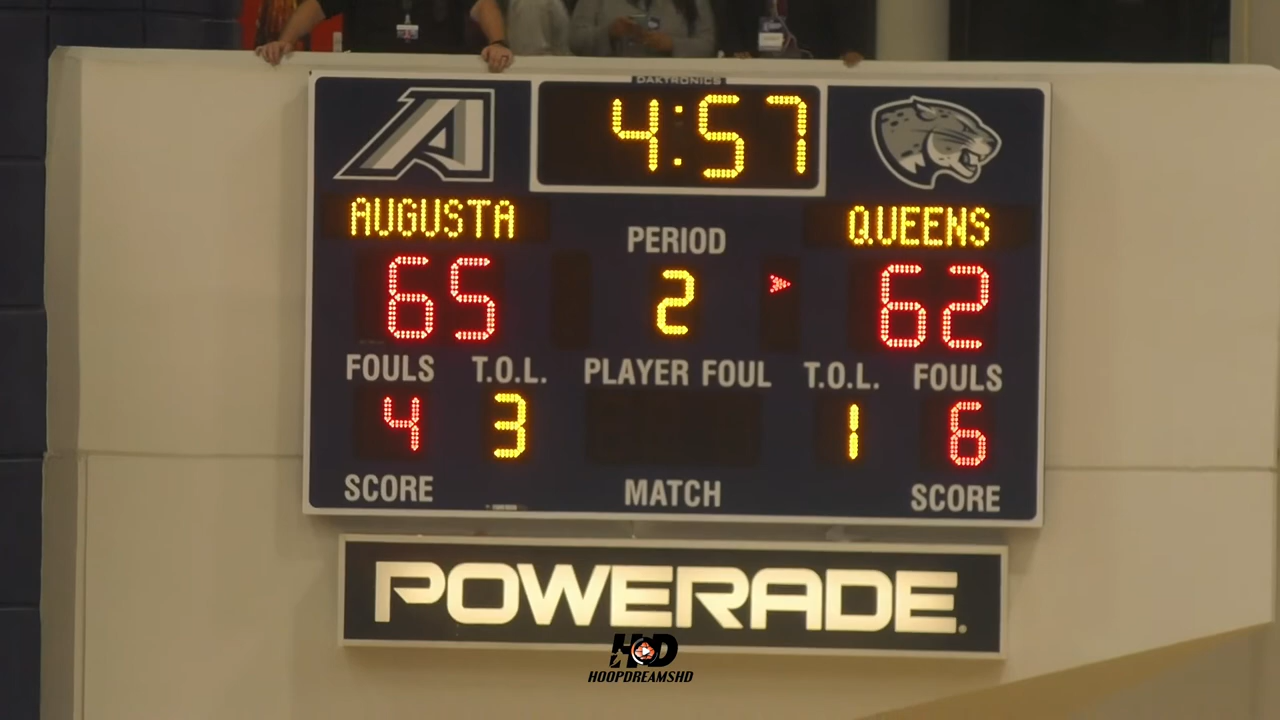 DAKTRONICS
A
4:57
AUGUSTA
QUEENS
PERIOD
65
2
62
FOULS T.O.L. PLAYER FOUL T.O.L. FOULS
4 3 1 6
SCORE MATCH SCORE
POWERADE.
HD
HOOPDREAMSHD